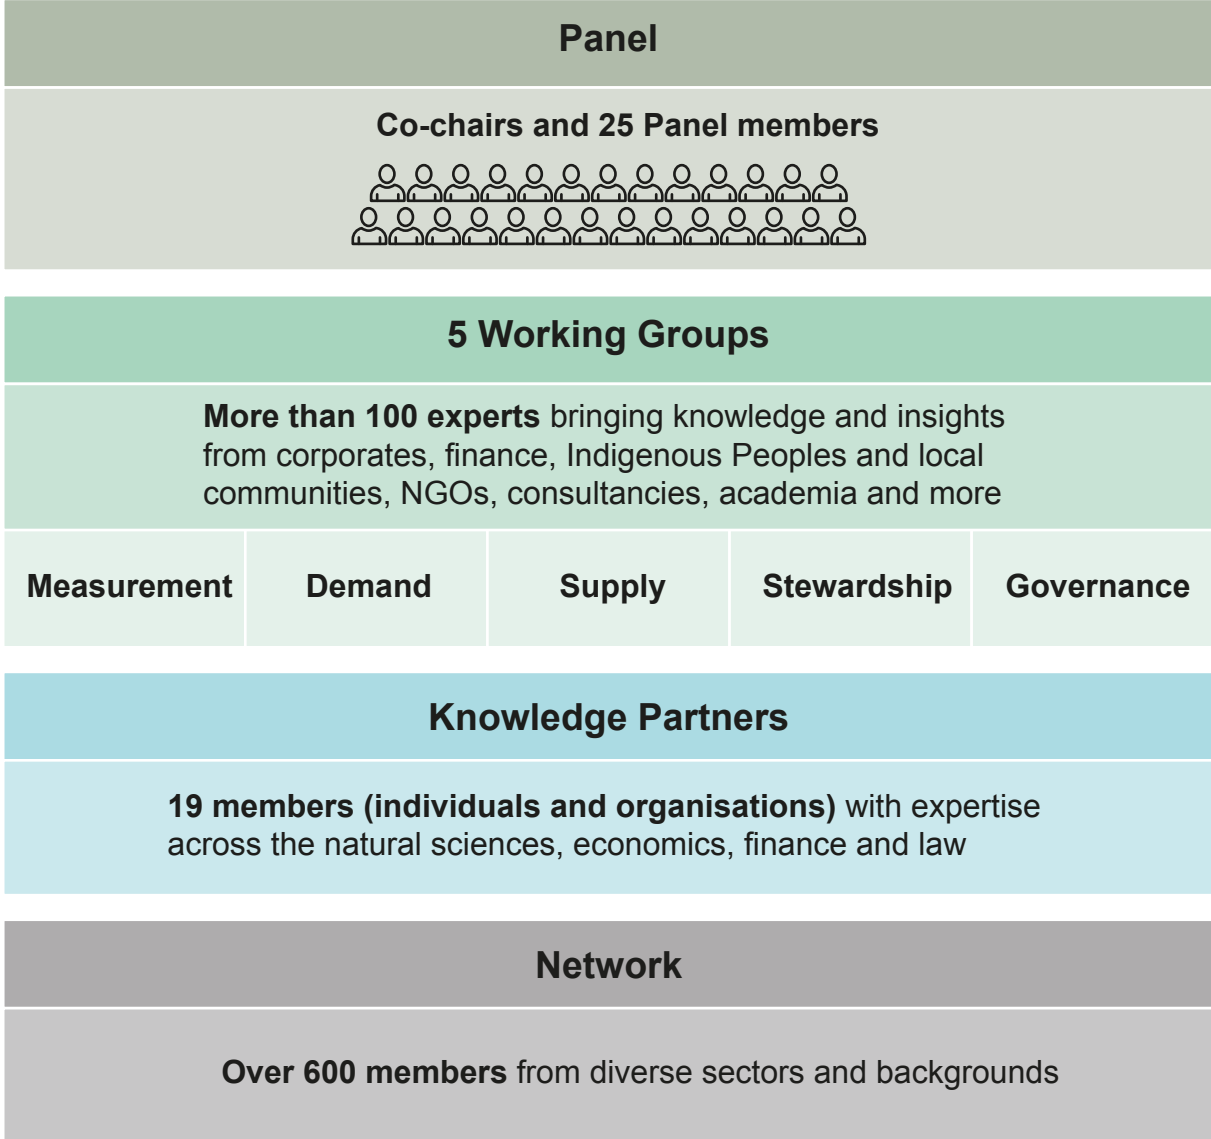 Panel
Co-chairs and 25 Panel members
5 Working Groups
More than 100 experts bringing knowledge and insights
from corporates, finance, Indigenous Peoples and local
communities, NGOs, consultancies, academia and more
Measurement
Demand
Supply
Stewardship
Governance
Knowledge Partners
19 members (individuals and organisations) with expertise
across the natural sciences, economics, finance and law
Network
Over 600 members from diverse sectors and backgrounds